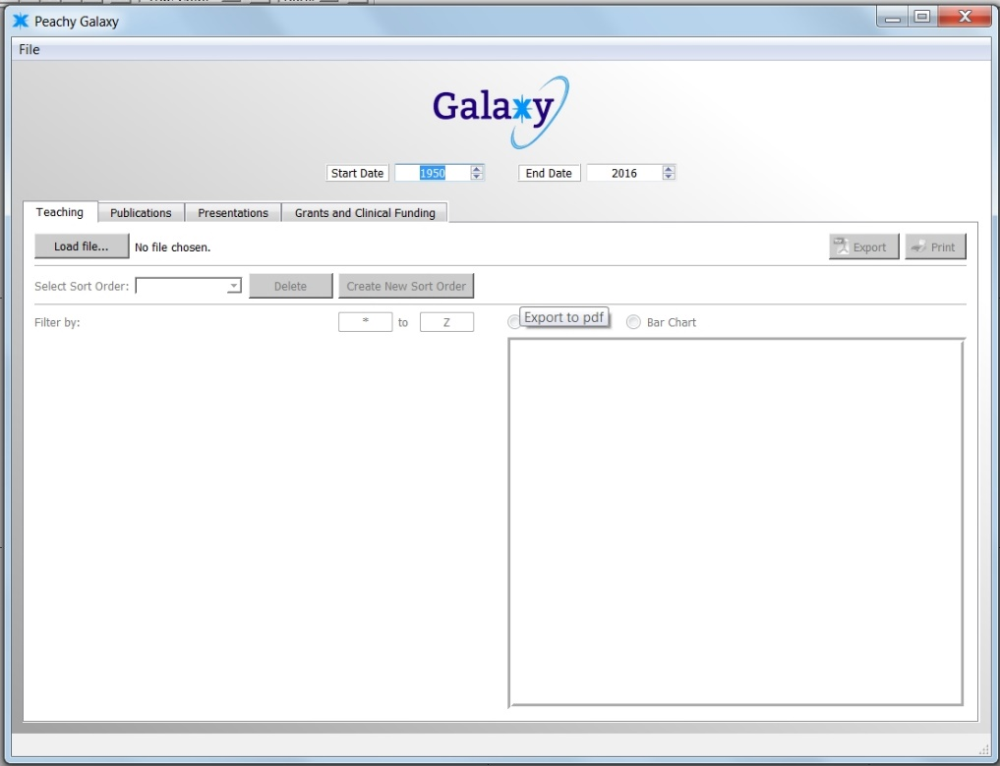 Peachy Galaxy
File
Galaxy
Start Date 1950 End Date 2016
Teaching Publications Presentations Grants and Clinical Funding
Load file... No file chosen. Export Print
Select Sort Order: Delete Create New Sort Order
Filter by: * to Z Export to pdf Bar Chart